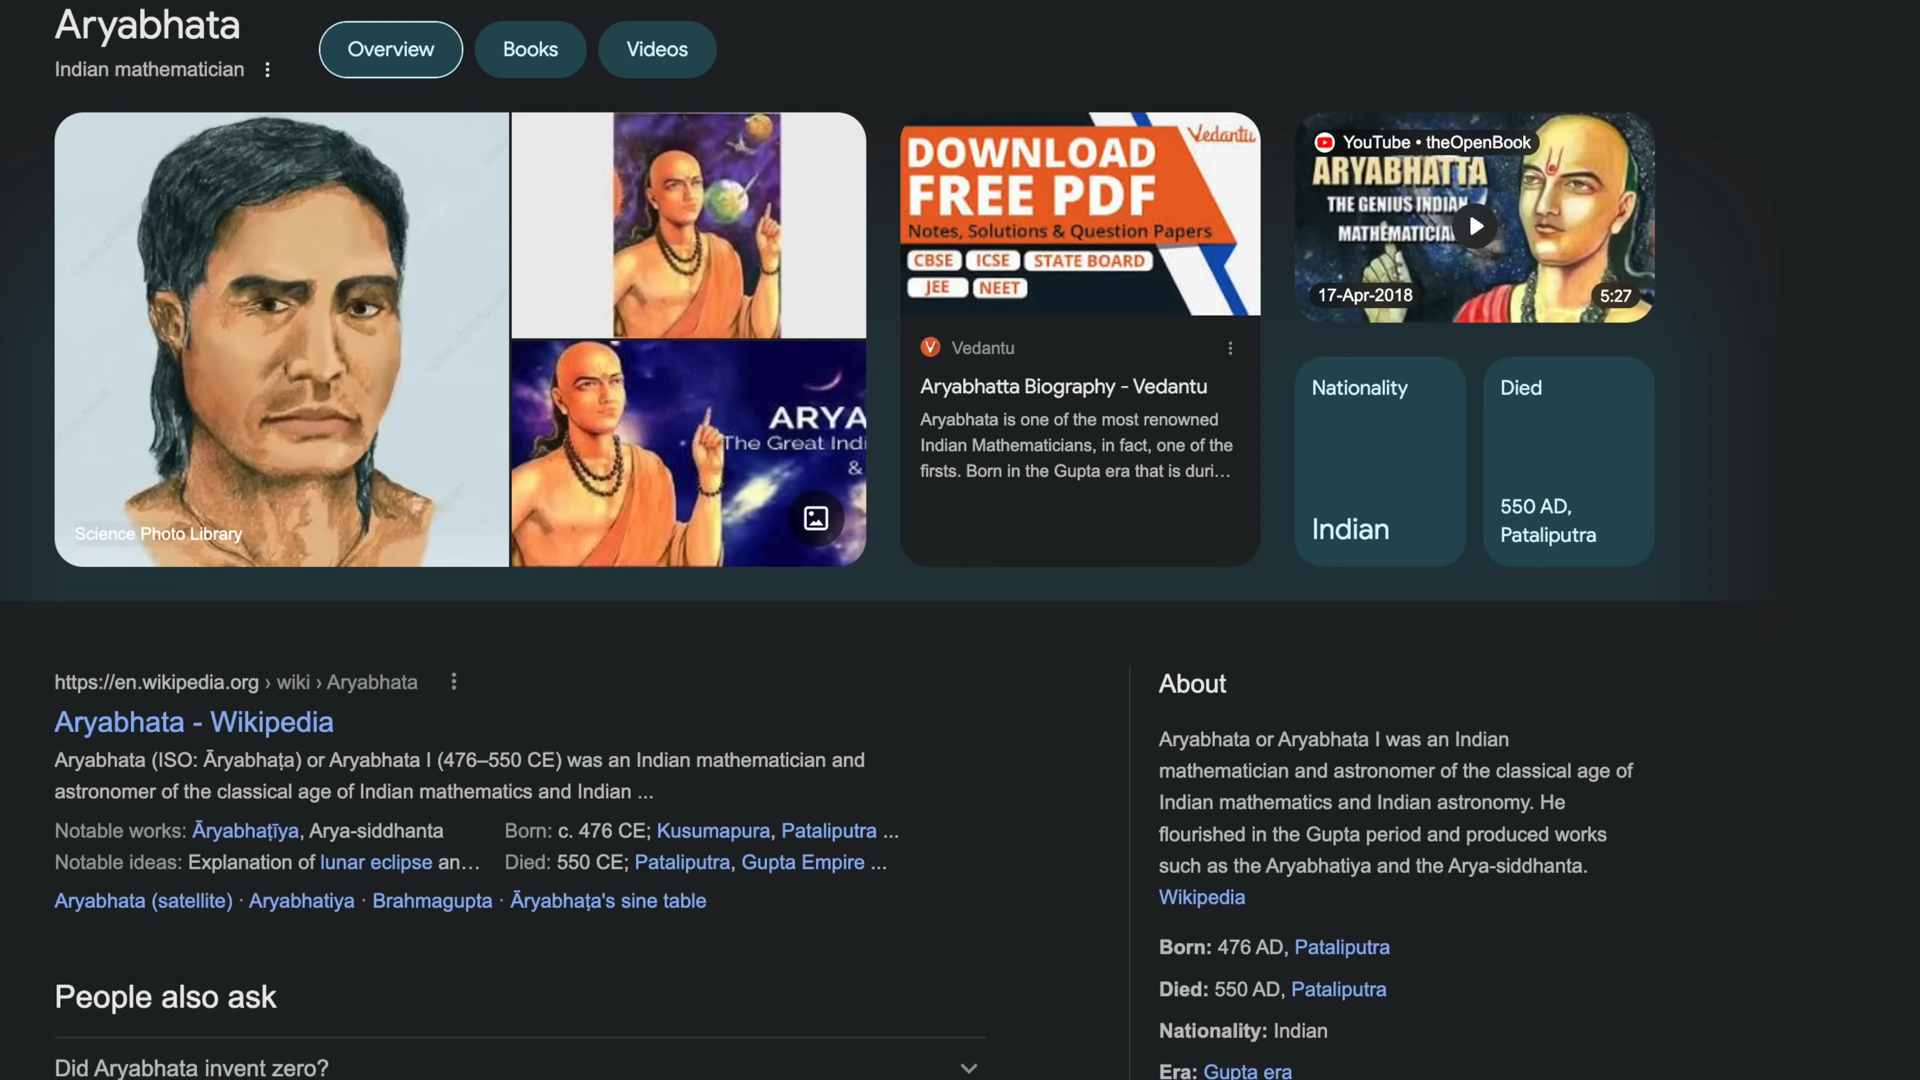 Aryabhata
Indian mathematician
Overview
Books
Videos
Science Photo Library
ARYA
The Great Indi
&
Vedantu
DOWNLOAD
FREE PDF
Notes, Solutions & Question Papers
CBSE ICSE STATE BOARD
JEE NEET
Vedantu
Aryabhatta Biography - Vedantu
Aryabhata is one of the most renowned
Indian Mathematicians, in fact, one of the
firsts. Born in the Gupta era that is duri...
YouTube • theOpenBook
ARYABHATTA
THE GENIUS INDIAN
MATHEMATICIA
17-Apr-2018
5:27
Nationality
Indian
Died
550 AD,
Pataliputra
https://en.wikipedia.org › wiki › Aryabhata
Aryabhata - Wikipedia
Aryabhata (ISO: Āryabhaṭa) or Aryabhata I (476–550 CE) was an Indian mathematician and
astronomer of the classical age of Indian mathematics and Indian ...
Notable works: Āryabhaṭīya, Arya-siddhanta
Born: c. 476 CE; Kusumapura, Pataliputra ...
Notable ideas: Explanation of lunar eclipse an...
Died: 550 CE; Pataliputra, Gupta Empire ...
Aryabhata (satellite) · Aryabhatiya · Brahmagupta · Āryabhaṭa's sine table
People also ask
Did Aryabhata invent zero?
About
Aryabhata or Aryabhata I was an Indian
mathematician and astronomer of the classical age of
Indian mathematics and Indian astronomy. He
flourished in the Gupta period and produced works
such as the Aryabhatiya and the Arya-siddhanta.
Wikipedia
Born: 476 AD, Pataliputra
Died: 550 AD, Pataliputra
Nationality: Indian
Era: Gupta era